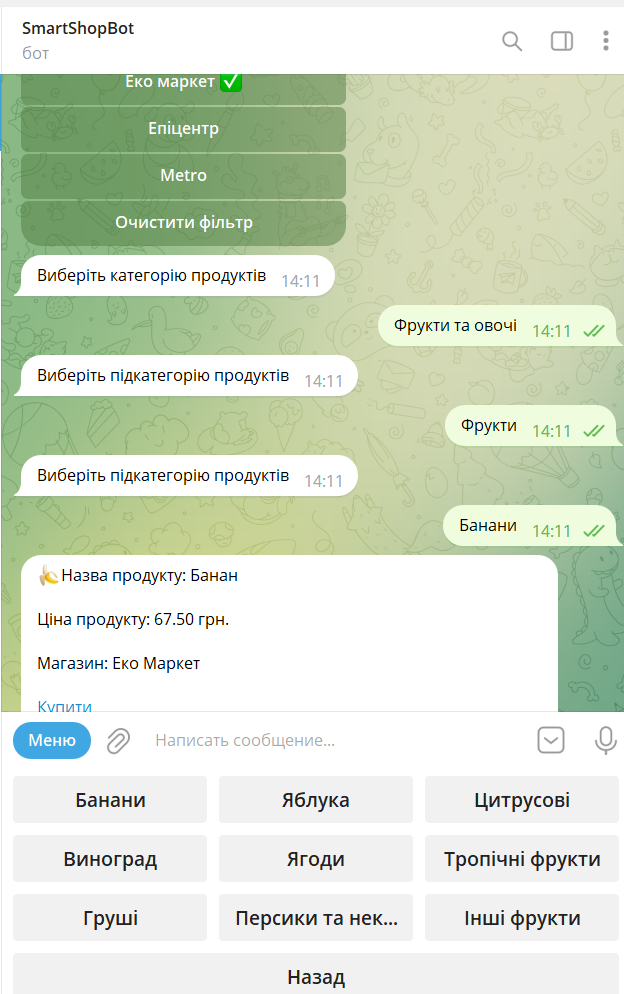 SmartShopBot
бот
Еко маркет ✅
Епіцентр
Metro
Очистити фільтр
Виберіть категорію продуктів 14:11
Фрукти та овочі 14:11
Виберіть підкатегорію продуктів 14:11
Фрукти 14:11
Виберіть підкатегорію продуктів 14:11
Банани 14:11
🍌Назва продукту: Банан
Ціна продукту: 67.50 грн.
Магазин: Еко Маркет
Купити
Меню
Написать сообщение...
Банани Яблука Цитрусові
Виноград Ягоди Тропічні фрукти
Груші Персики та нек... Інші фрукти
Назад